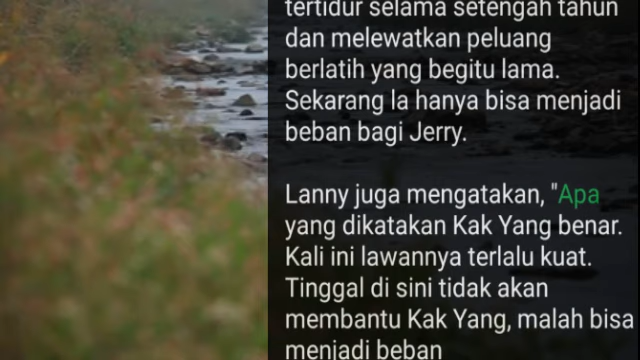 tertidur selama setengah tahun
dan melewatkan peluang
berlatih yang begitu lama.
Sekarang Ia hanya bisa menjadi
beban bagi Jerry.
Lanny juga mengatakan, "Apa
yang dikatakan Kak Yang benar.
Kali ini lawannya terlalu kuat.
Tinggal di sini tidak akan
membantu Kak Yang, malah bisa
menjadi beban